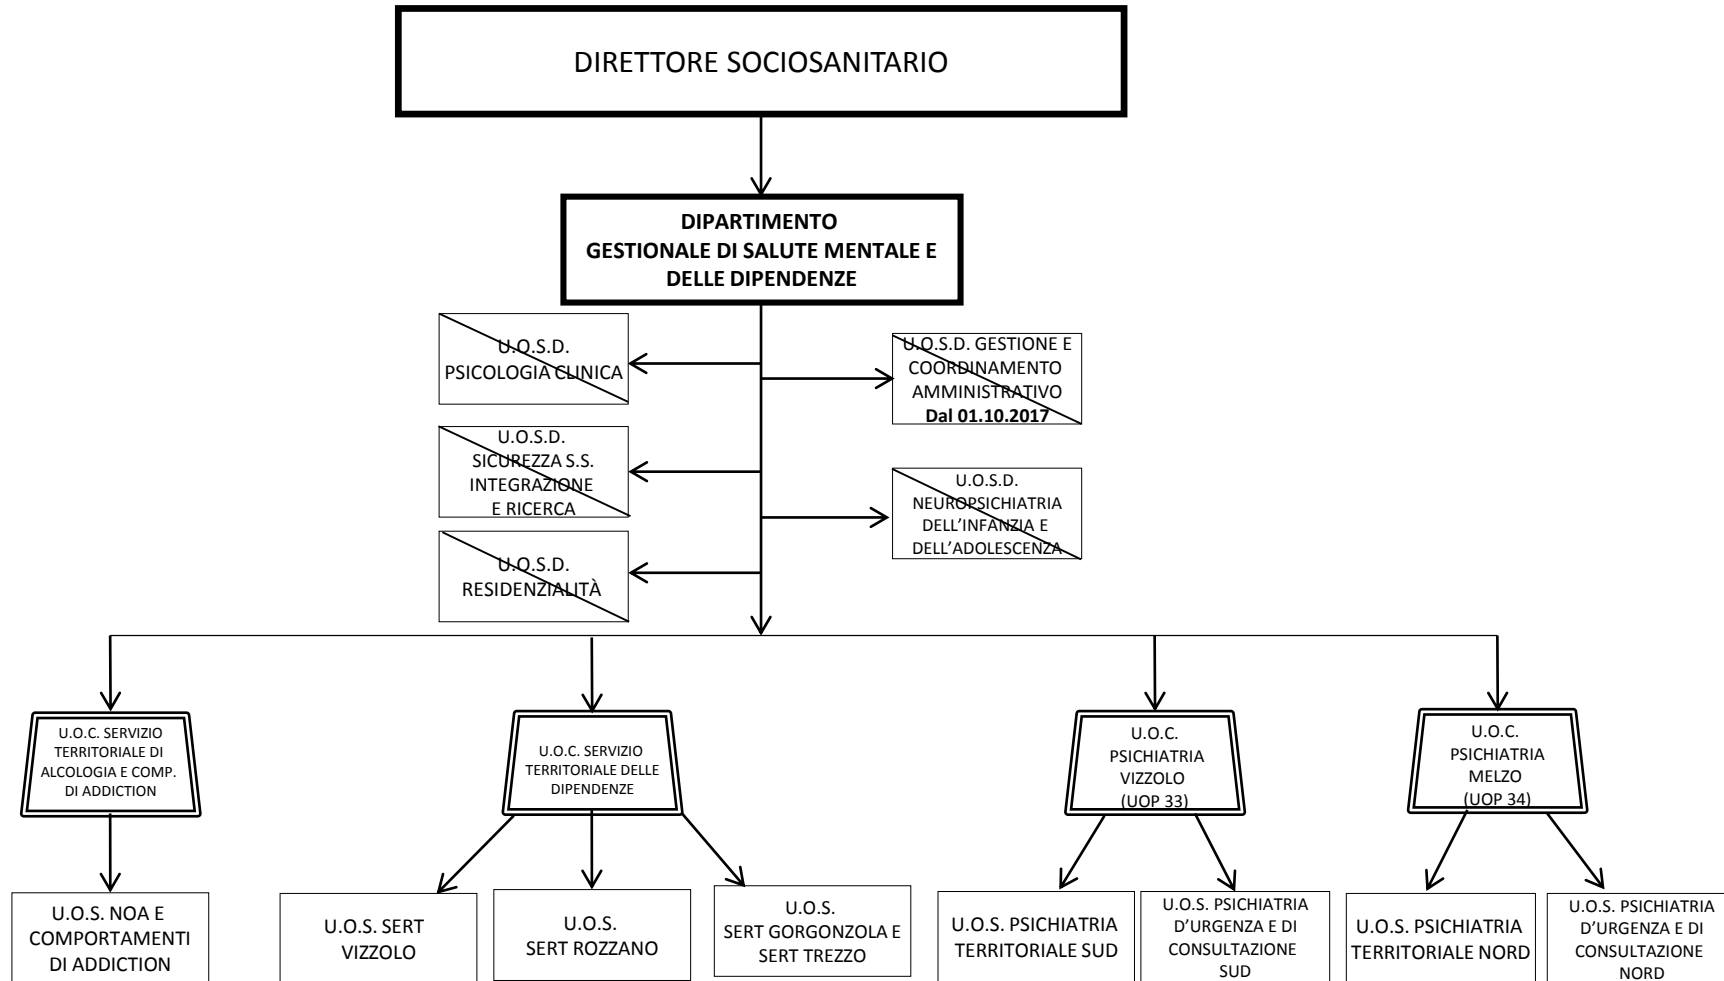 DIRETTORE SOCIOSANITARIO
DIPARTIMENTO
GESTIONALE DI SALUTE MENTALE E
DELLE DIPENDENZE
U.O.S.D.
PSICOLOGIA CLINICA
U.O.S.D. GESTIONE E
COORDINAMENTO
AMMINISTRATIVO
Dal 01.10.2017
U.O.S.D.
SICUREZZA S.S.
INTEGRAZIONE
E RICERCA
U.O.S.D.
NEUROPSICHIATRIA
DELL’INFANZIA E
DELL’ADOLESCENZA
U.O.S.D.
RESIDENZIALITÀ
U.O.C. SERVIZIO
TERRITORIALE DI
ALCOLOGIA E COMP.
DI ADDICTION
U.O.C. SERVIZIO
TERRITORIALE DELLE
DIPENDENZE
U.O.C.
PSICHIATRIA
VIZZOLO
(UOP 33)
U.O.C.
PSICHIATRIA
MELZO
(UOP 34)
U.O.S. NOA E
COMPORTAMENTI
DI ADDICTION
U.O.S. SERT
VIZZOLO
U.O.S.
SERT ROZZANO
U.O.S.
SERT GORGONZOLA E
SERT TREZZO
U.O.S. PSICHIATRIA
TERRITORIALE SUD
U.O.S. PSICHIATRIA
D’URGENZA E DI
CONSULTAZIONE
SUD
U.O.S. PSICHIATRIA
TERRITORIALE NORD
U.O.S. PSICHIATRIA
D’URGENZA E DI
CONSULTAZIONE
NORD